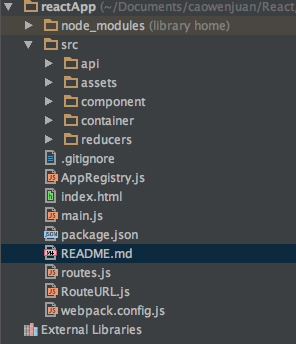 reactApp (~/Documents/caowenjuan/React
node_modules (library home)
src
api
assets
component
container
reducers
.gitignore
AppRegistry.js
index.html
main.js
package.json
README.md
routes.js
RouteURL.js
webpack.config.js
External Libraries